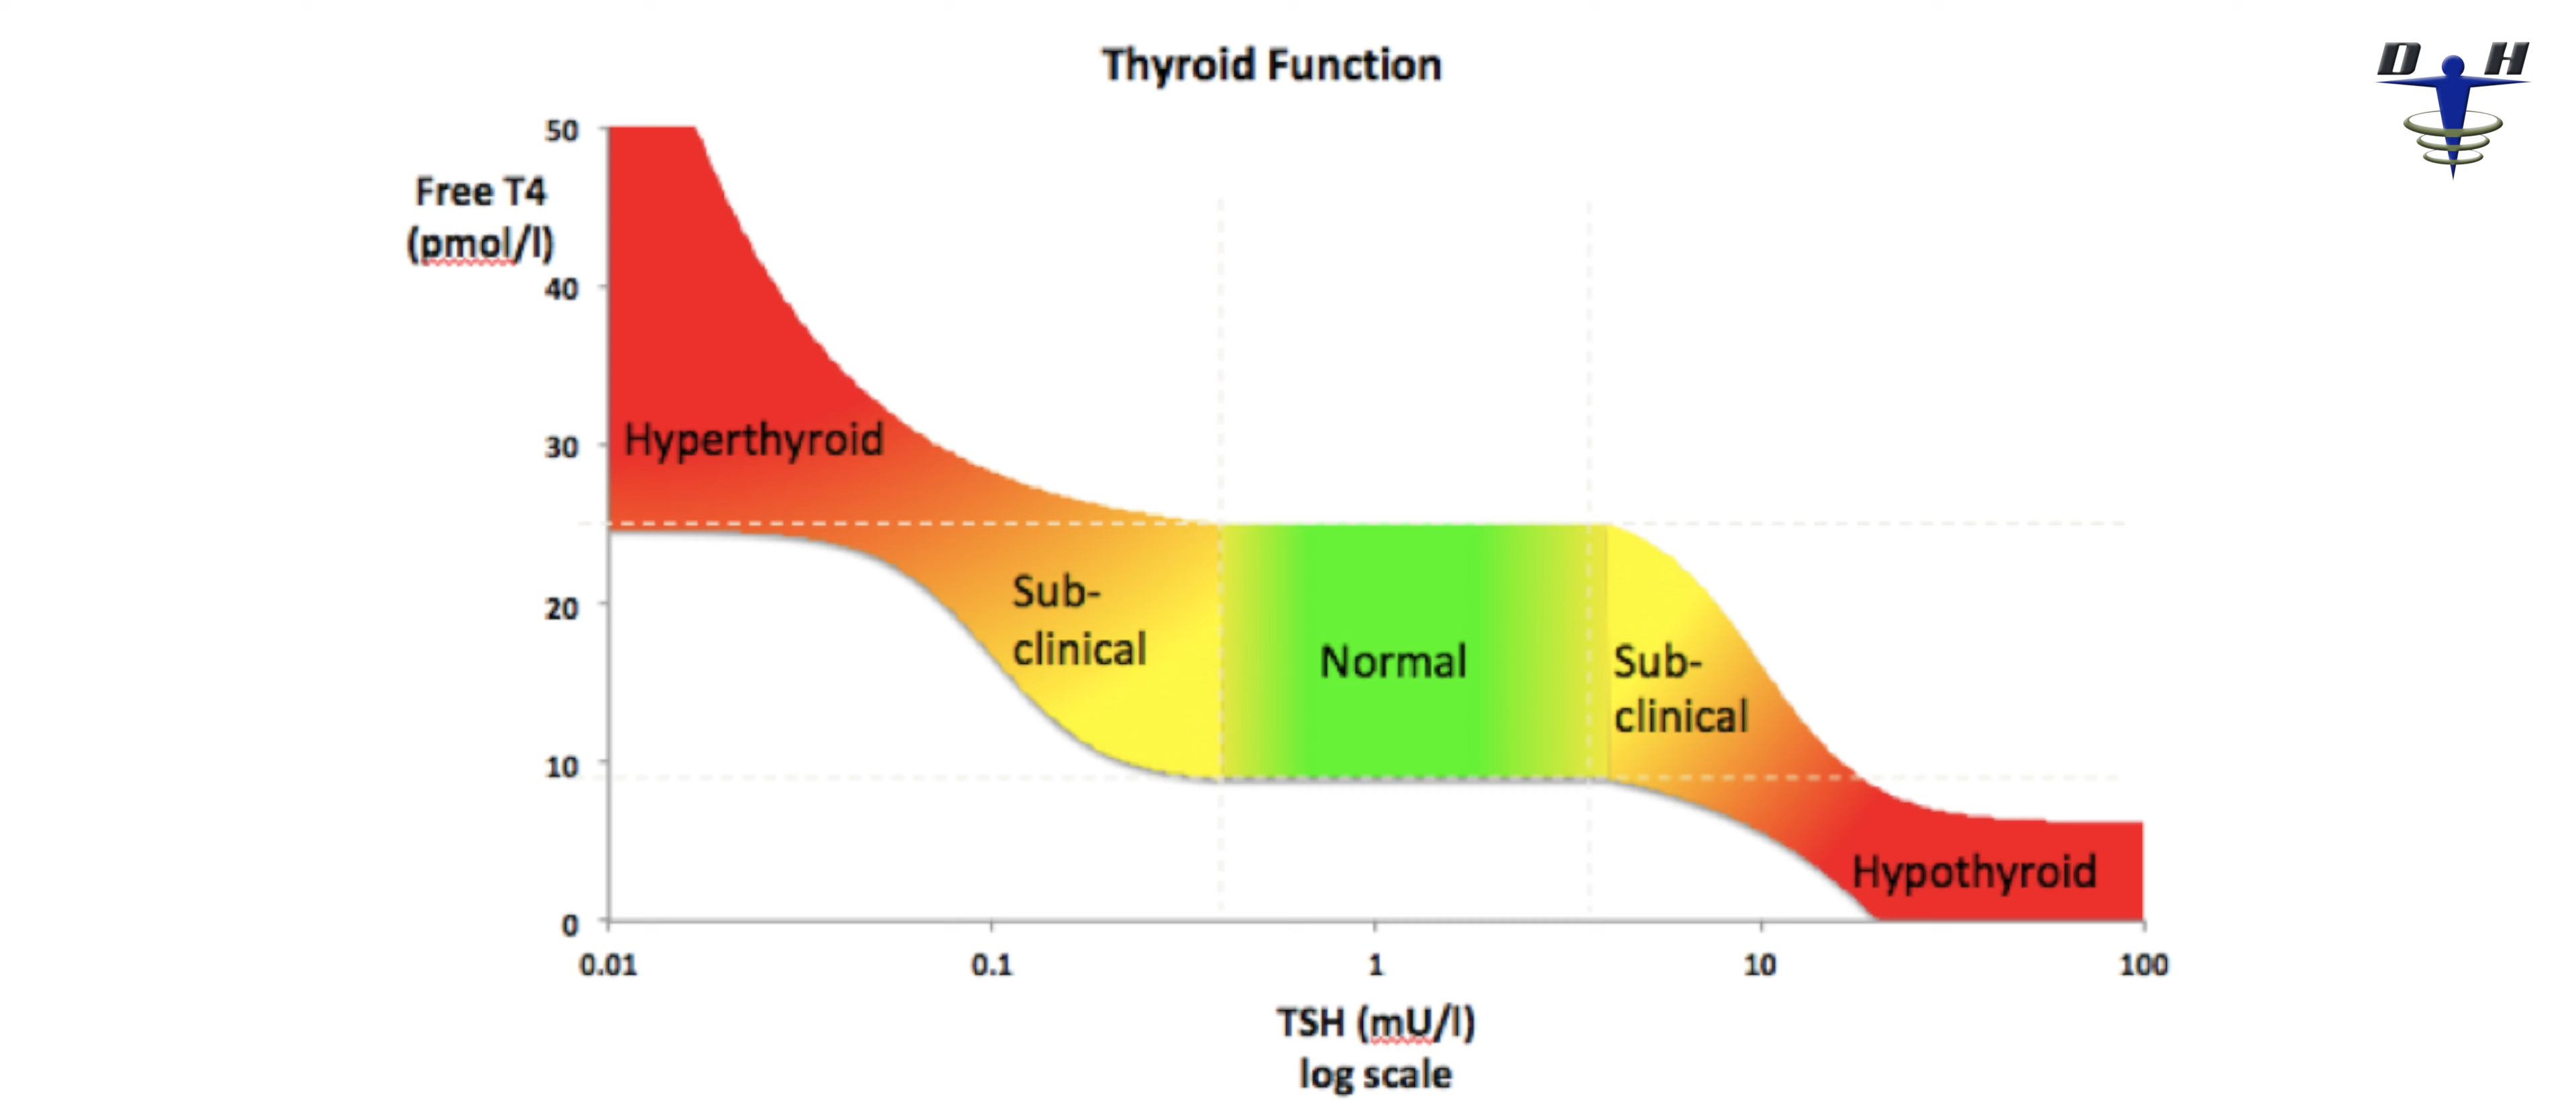 D H
Thyroid Function
Free T4
(pmol/l)
50
40
30
20
10
0
Hyperthyroid
Sub-
clinical
Normal
Sub-
clinical
Hypothyroid
0.01 0.1 1 10 100
TSH (mU/l)
log scale